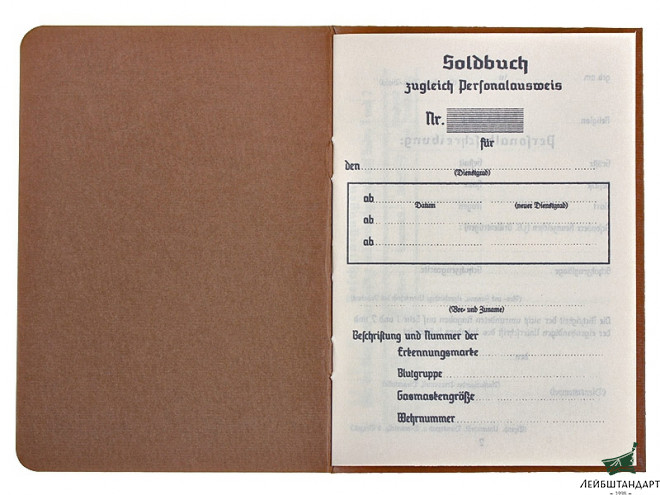 Soldbuch
zugleich Personalausweis
Nr.
für
den
(Dienstgrad)
ab
Datum (neuer Dienstgrad)
ab
ab
(Vor- und Zuname)
Beschriftung und Nummer der
Erkennungsmarke
Blutgruppe
Gasmaskengröße
Wehrnummer
ЛЕЙБШТАНДАРТ
1998